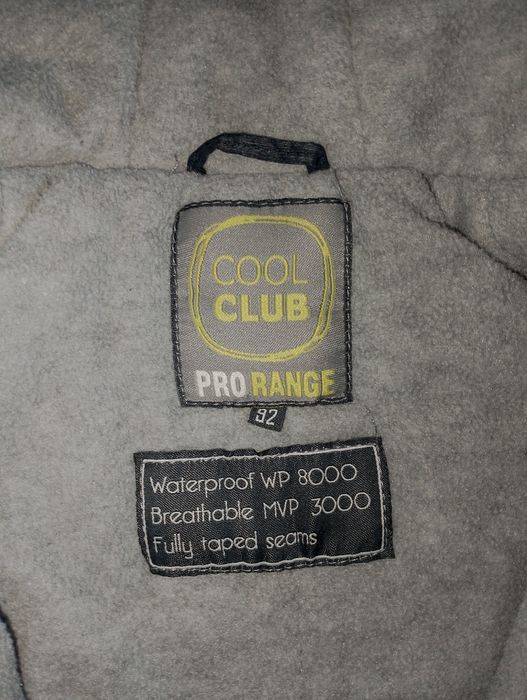 COOL
CLUB
PRO RANGE
92
Waterproof WP 8000
Breathable MVP 3000
Fully taped seams